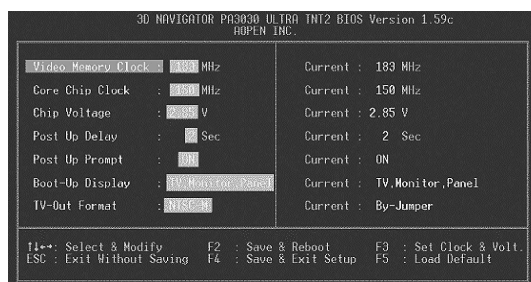 3D NAVIGATOR PA3030 ULTRA TNT2 BIOS Version 1.59c
AOPEN INC.
Video Memory Clock : 183 MHz Current : 183 MHz
Core Chip Clock : 150 MHz Current : 150 MHz
Chip Voltage : 2.85 V Current : 2.85 V
Post Up Delay : 2 Sec Current : 2 Sec
Post Up Prompt : ON Current : ON
Boot-Up Display : TV,Monitor,Panel Current : TV,Monitor,Panel
TV-Out Format : NTSC-M Current : By-Jumper
↑↓←→: Select & Modify F2 : Save & Reboot F3 : Set Clock & Volt.
ESC : Exit Without Saving F4 : Save & Exit Setup F5 : Load Default